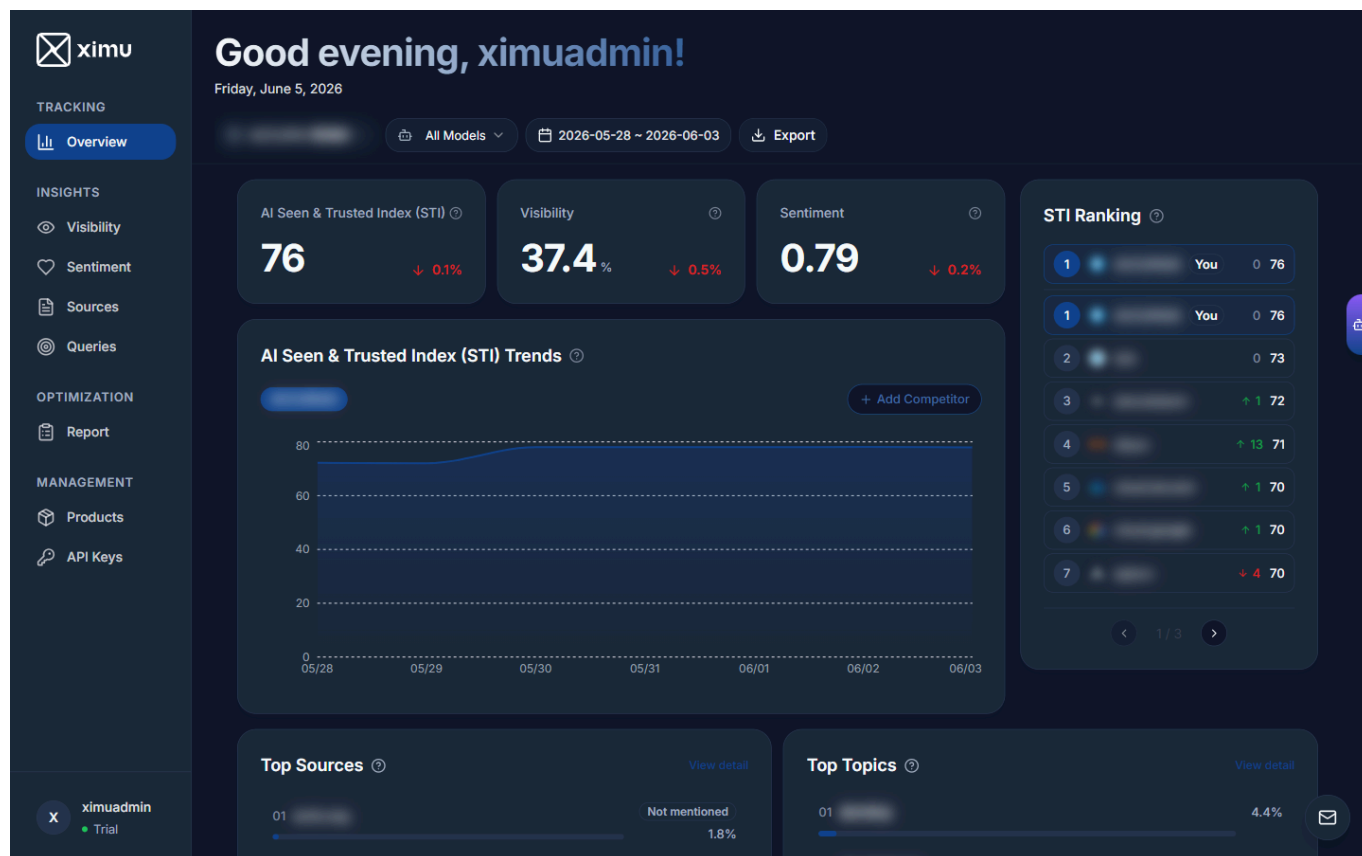 ximu
TRACKING
Overview
INSIGHTS
Visibility
Sentiment
Sources
Queries
OPTIMIZATION
Report
MANAGEMENT
Products
API Keys
X
ximuadmin
Trial
Good evening, ximuadmin!
Friday, June 5, 2026
All Models
2026-05-28 ~ 2026-06-03
Export
AI Seen & Trusted Index (STI)
76
↓ 0.1%
Visibility
37.4 %
↓ 0.5%
Sentiment
0.79
↓ 0.2%
AI Seen & Trusted Index (STI) Trends
+ Add Competitor
80
60
40
20
0
05/28 05/29 05/30 05/31 06/01 06/02 06/03
STI Ranking
1 You 0 76
1 You 0 76
2 0 73
3 ↑ 1 72
4 ↑ 13 71
5 ↑ 1 70
6 ↑ 1 70
7 ↓ 4 70
1 / 3
Top Sources
View detail
01 Not mentioned
1.8%
Top Topics
View detail
01 4.4%